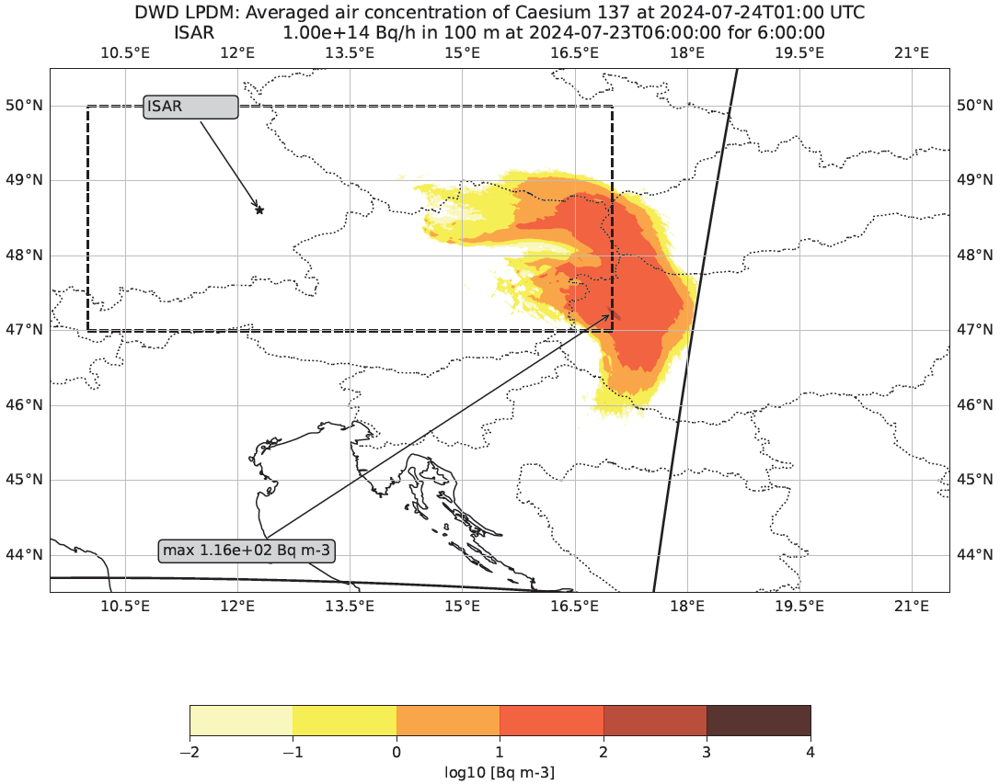 DWD LPDM: Averaged air concentration of Caesium 137 at 2024-07-24T01:00 UTC
ISAR 1.00e+14 Bq/h in 100 m at 2024-07-23T06:00:00 for 6:00:00
10.5°E 12°E 13.5°E 15°E 16.5°E 18°E 19.5°E 21°E
50°N 50°N
ISAR
49°N 49°N
48°N 48°N
47°N 47°N
46°N 46°N
45°N 45°N
max 1.16e+02 Bq m-3
44°N 44°N
10.5°E 12°E 13.5°E 15°E 16.5°E 18°E 19.5°E 21°E
−2 −1 0 1 2 3 4
log10 [Bq m-3]